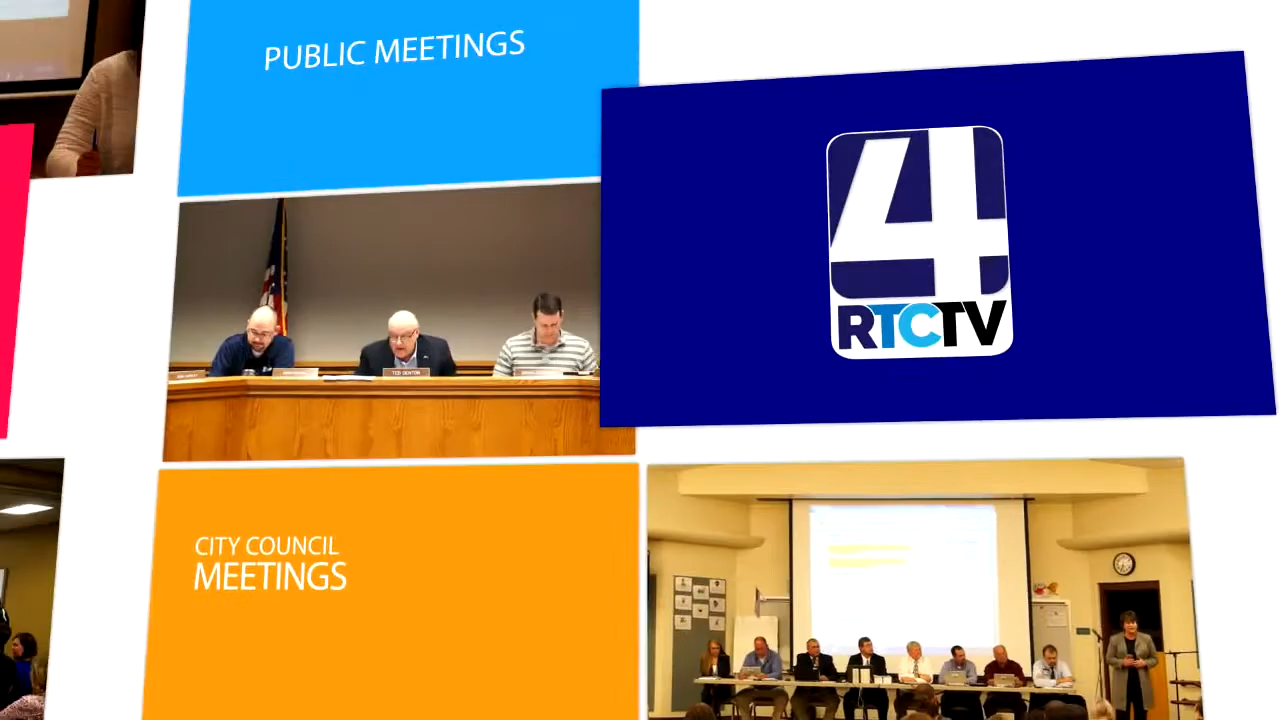 PUBLIC MEETINGS
4
RTCTV
TED DENTON
CITY COUNCIL
MEETINGS